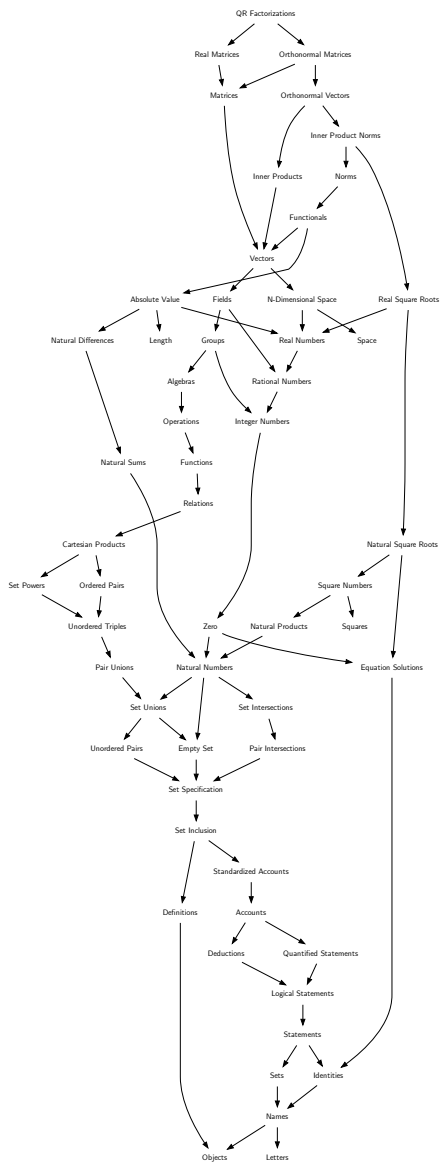 QR Factorizations
Real Matrices
Orthonormal Matrices
Matrices
Orthonormal Vectors
Inner Product Norms
Inner Products
Norms
Functionals
Vectors
Absolute Value
Fields
N-Dimensional Space
Real Square Roots
Natural Differences
Length
Groups
Real Numbers
Space
Algebras
Rational Numbers
Operations
Integer Numbers
Natural Sums
Functions
Relations
Cartesian Products
Natural Square Roots
Set Powers
Ordered Pairs
Square Numbers
Unordered Triples
Zero
Natural Products
Squares
Pair Unions
Natural Numbers
Equation Solutions
Set Unions
Set Intersections
Unordered Pairs
Empty Set
Pair Intersections
Set Specification
Set Inclusion
Standardized Accounts
Definitions
Accounts
Deductions
Quantified Statements
Logical Statements
Statements
Sets
Identities
Names
Objects
Letters